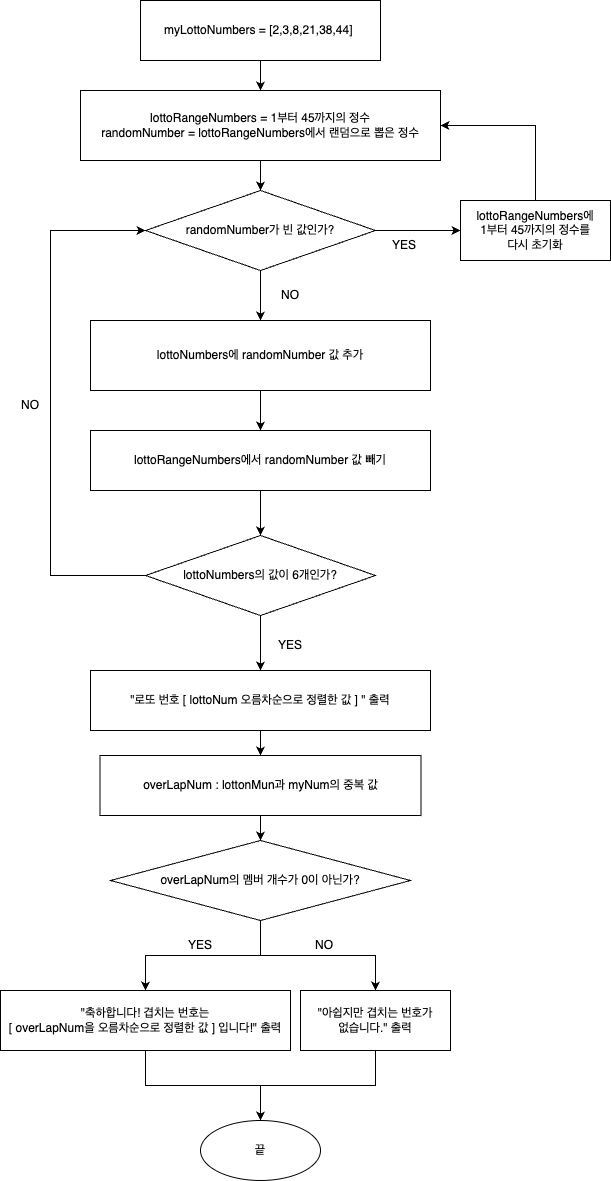 myLottoNumbers = [2,3,8,21,38,44]
lottoRangeNumbers = 1부터 45까지의 정수
randomNumber = lottoRangeNumbers에서 랜덤으로 뽑은 정수
randomNumber가 빈 값인가?
YES
lottoRangeNumbers에
1부터 45까지의 정수를
다시 초기화
NO
lottoNumbers에 randomNumber 값 추가
NO
lottoRangeNumbers에서 randomNumber 값 빼기
lottoNumbers의 값이 6개인가?
YES
"로또 번호 [ lottoNum 오름차순으로 정렬한 값 ] " 출력
overLapNum : lottonMun과 myNum의 중복 값
overLapNum의 멤버 개수가 0이 아닌가?
YES
NO
"축하합니다! 겹치는 번호는
[ overLapNum을 오름차순으로 정렬한 값 ] 입니다!" 출력
"아쉽지만 겹치는 번호가
없습니다." 출력
끝